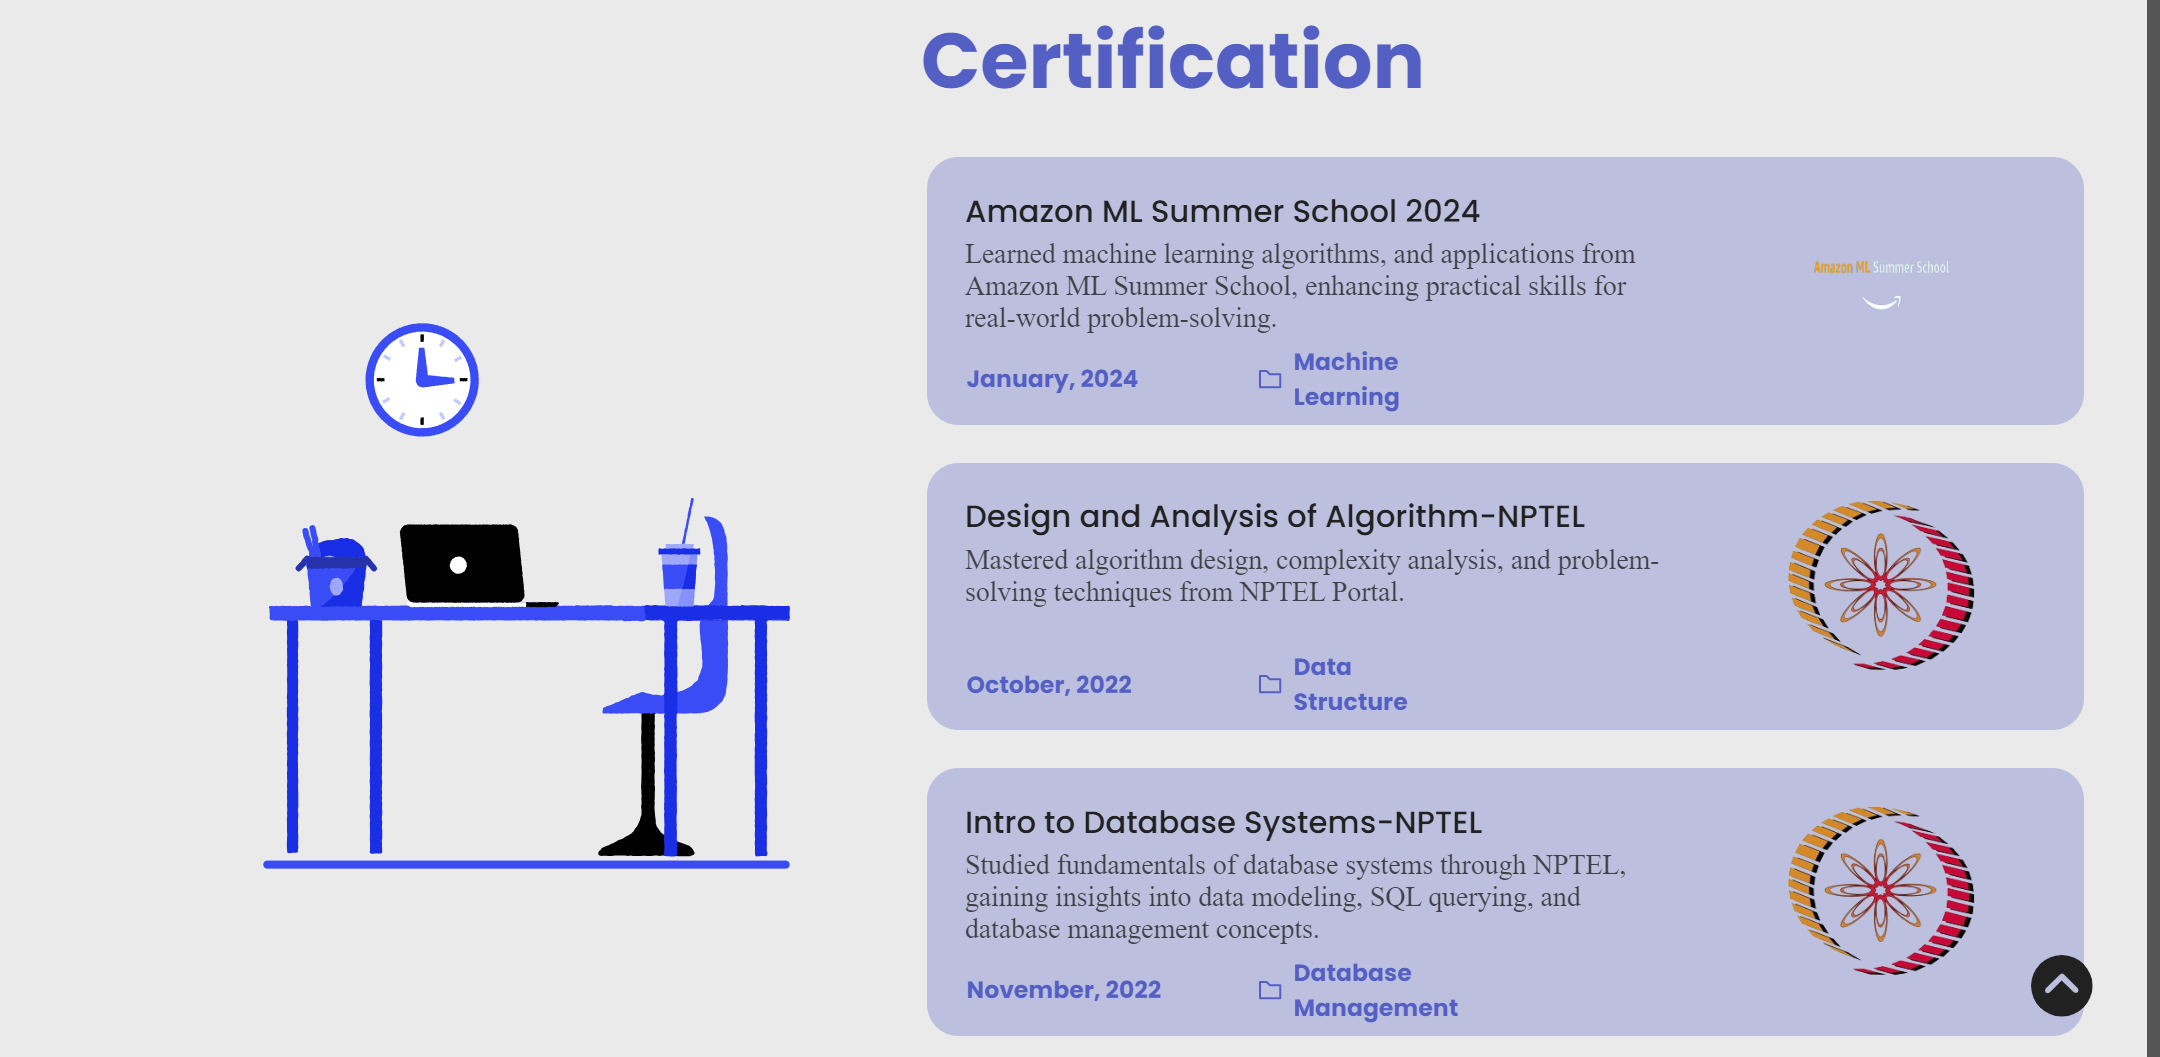 Certification
Amazon ML Summer School 2024
Learned machine learning algorithms, and applications from
Amazon ML Summer School, enhancing practical skills for
real-world problem-solving.
January, 2024
Machine
Learning
Amazon ML Summer School
Design and Analysis of Algorithm-NPTEL
Mastered algorithm design, complexity analysis, and problem-
solving techniques from NPTEL Portal.
October, 2022
Data
Structure
Intro to Database Systems-NPTEL
Studied fundamentals of database systems through NPTEL,
gaining insights into data modeling, SQL querying, and
database management concepts.
November, 2022
Database
Management